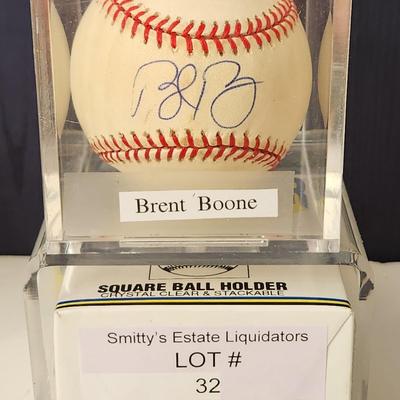 Brent Boone
SQUARE BALL HOLDER
CRYSTAL CLEAR & STACKABLE
Smitty's Estate Liquidators
LOT #
32